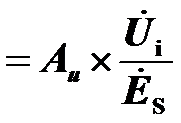 = A_u × U̇_i / Ė_S